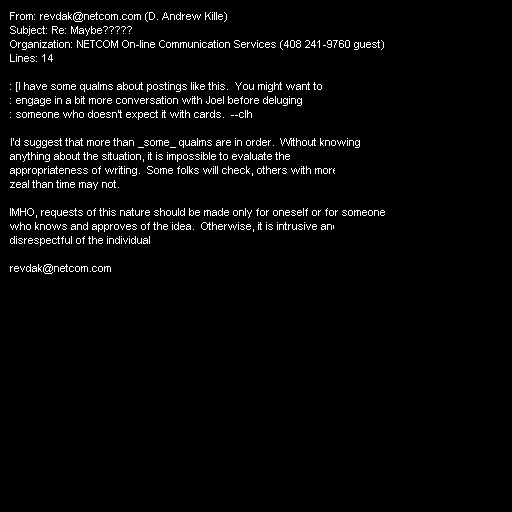 From: revdak@netcom.com (D. Andrew Kille)
Subject: Re: Maybe?????
Organization: NETCOM On-line Communication Services (408 241-9760 guest)
Lines: 14

: [I have some qualms about postings like this.  You might want to
: engage in a bit more conversation with Joel before deluging
: someone who doesn't expect it with cards.  --clh

I'd suggest that more than _some_ qualms are in order.  Without knowing
anything about the situation, it is impossible to evaluate the
appropriateness of writing.  Some folks will check, others with more
zeal than time may not.

IMHO, requests of this nature should be made only for oneself or for someone
who knows and approves of the idea.  Otherwise, it is intrusive and
disrespectful of the individual

revdak@netcom.com